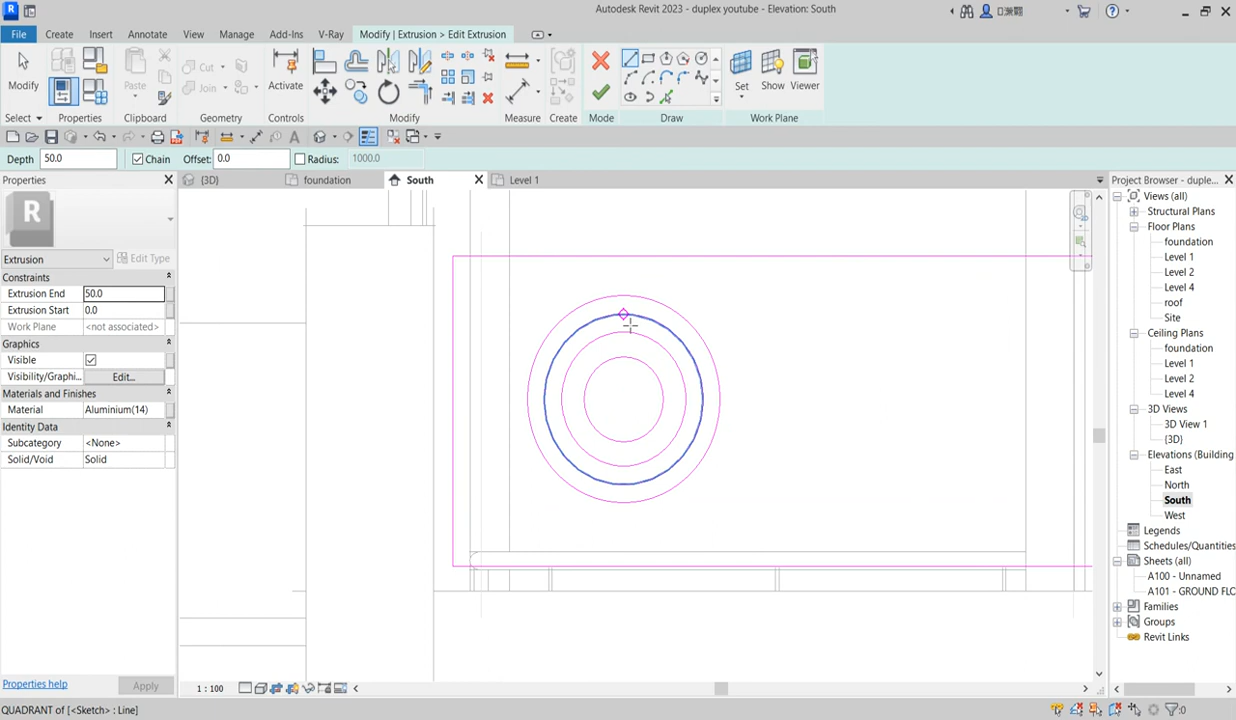 Autodesk Revit 2023 - duplex youtube - Elevation: South
File Create Insert Annotate View Manage Add-Ins V-Ray Modify | Extrusion > Edit Extrusion
Modify
Paste
Cut
Join
Activate
Set Show Viewer
Select Properties Clipboard Geometry Controls Modify Measure Create Mode Draw Work Plane
Depth 50.0 Chain Offset: 0.0 Radius: 1000.0
Properties
{3D} foundation South Level 1
Project Browser - duple...
R
Extrusion Edit Type
Constraints
Extrusion End 50.0
Extrusion Start 0.0
Work Plane <not associated>
Graphics
Visible
Visibility/Graphi... Edit...
Materials and Finishes
Material Aluminium(14)
Identity Data
Subcategory <None>
Solid/Void Solid
Views (all)
Structural Plans
Floor Plans
foundation
Level 1
Level 2
Level 4
roof
Site
Ceiling Plans
foundation
Level 1
Level 2
Level 4
3D Views
3D View 1
{3D}
Elevations (Building
East
North
South
West
Legends
Schedules/Quantities
Sheets (all)
A100 - Unnamed
A101 - GROUND FLO
Families
Groups
Revit Links
Properties help Apply
1 : 100
QUADRANT of [<Sketch> : Line]
:0